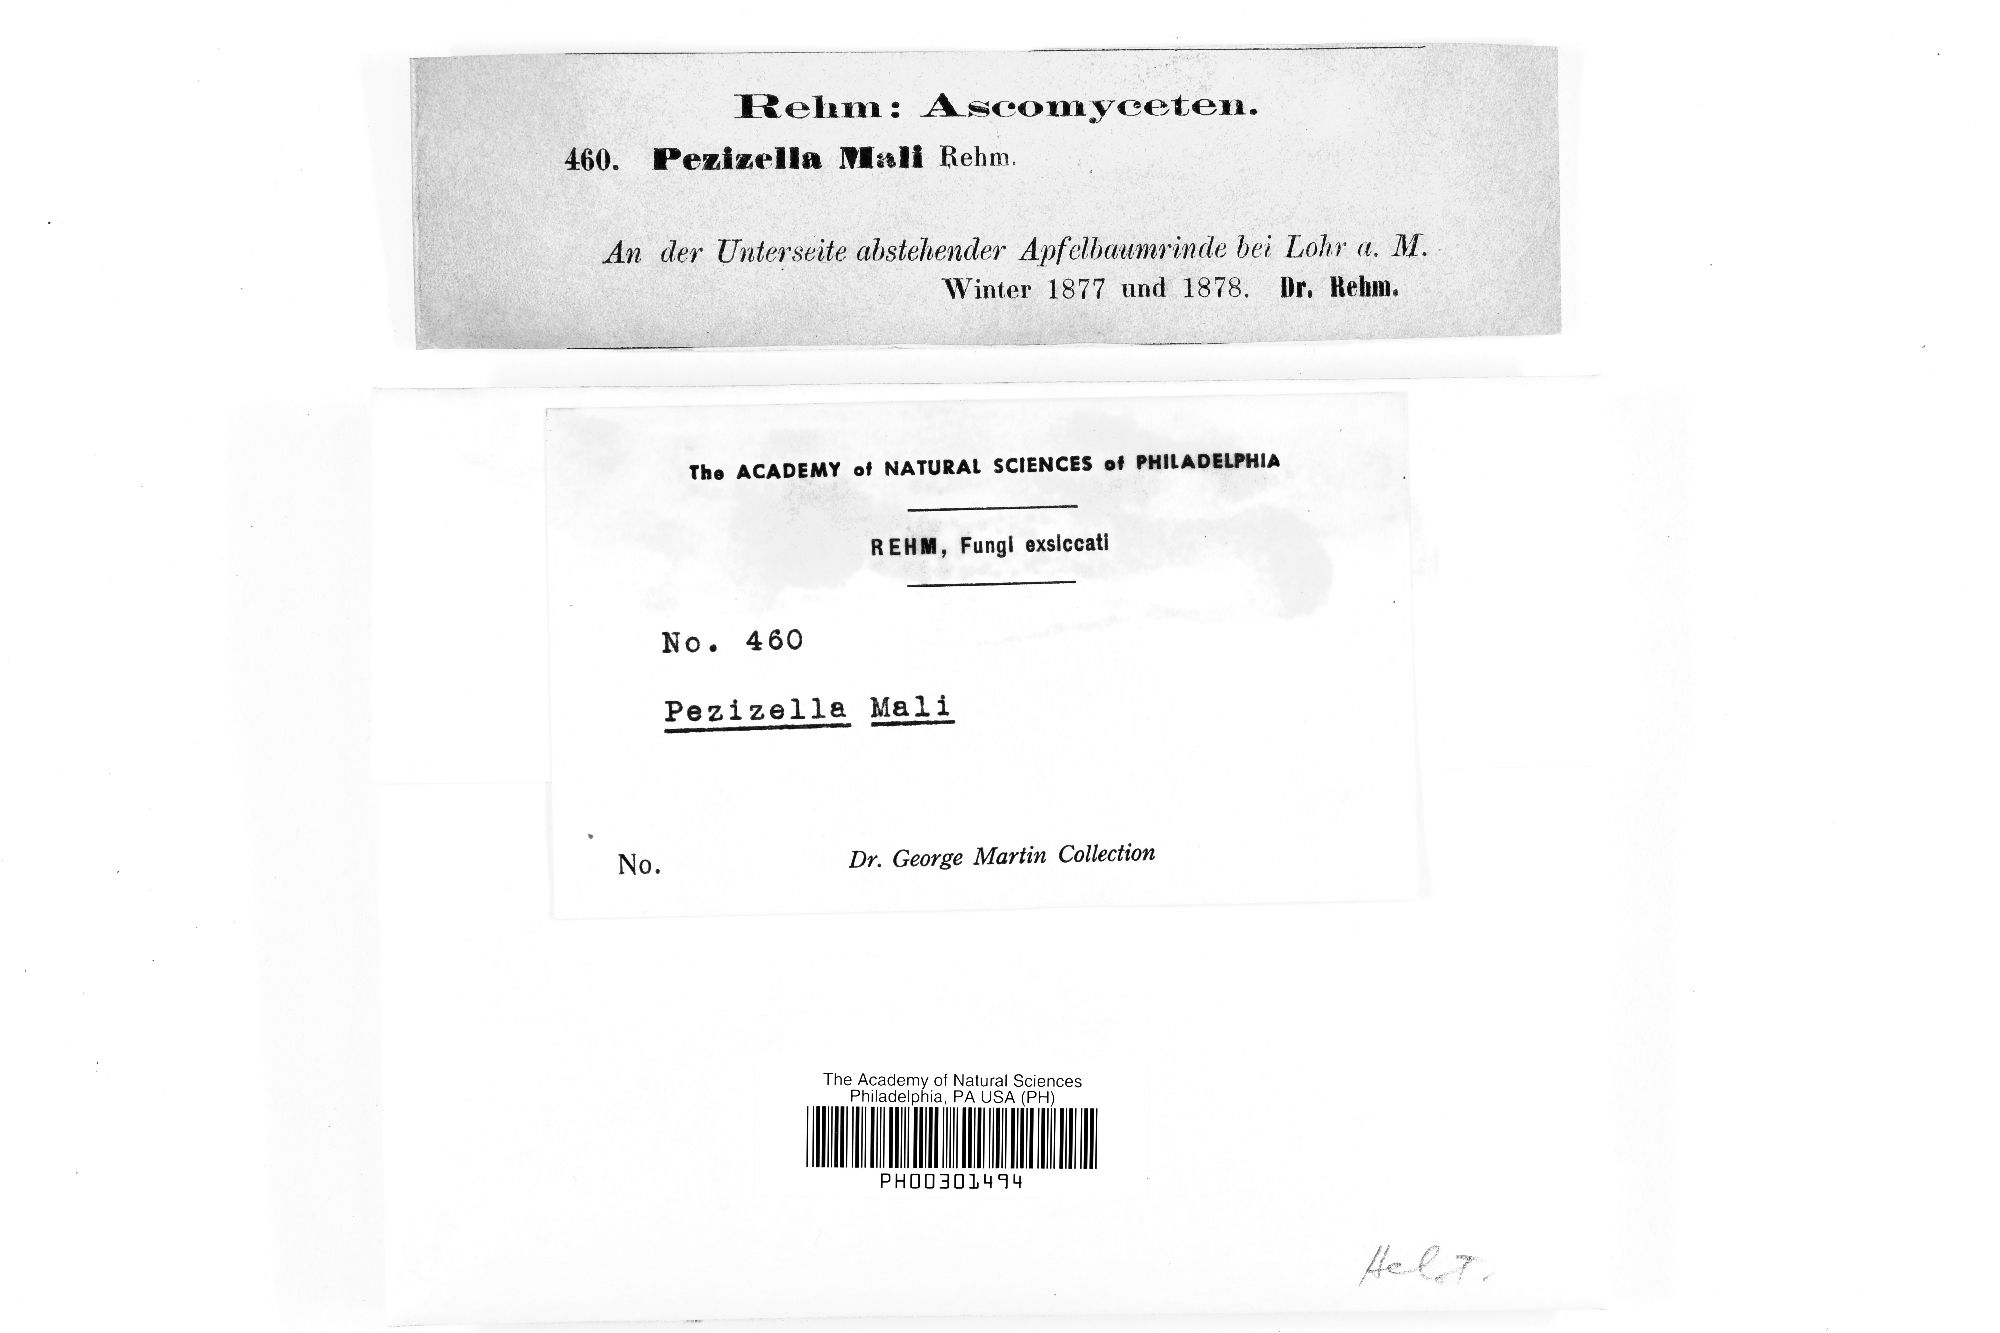 Rehm: Ascomyceten.
460. Pezizella Mali Rehm.
An der Unterseite abstehender Apfelbaumrinde bei Lohr a. M.
Winter 1877 und 1878. Dr. Rehm.
The ACADEMY of NATURAL SCIENCES of PHILADELPHIA
REHM, Fungi exsiccati
No. 460
Pezizella Mali
No. Dr. George Martin Collection
The Academy of Natural Sciences
Philadelphia, PA USA (PH)
PH00301494